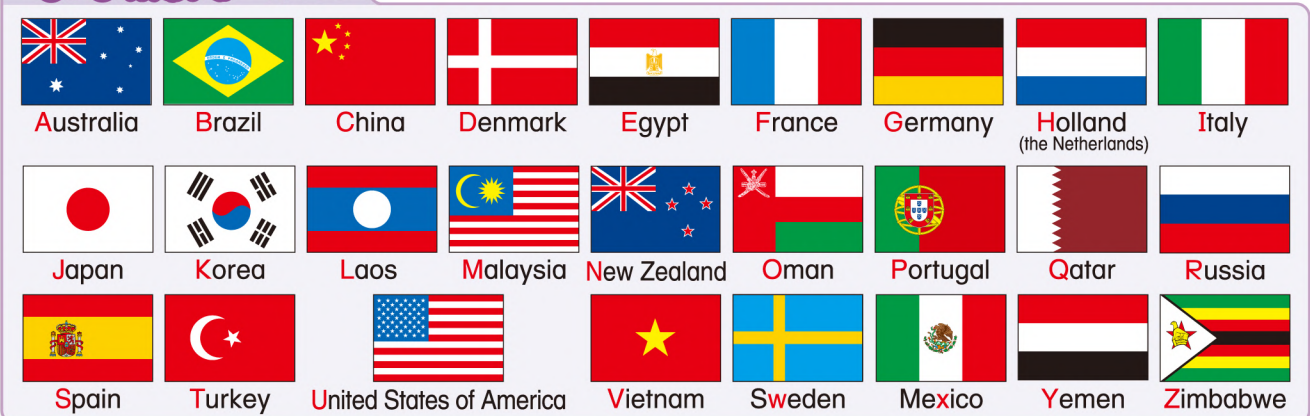 Australia Brazil China Denmark Egypt France Germany Holland Italy
(the Netherlands)
Japan Korea Laos Malaysia New Zealand Oman Portugal Qatar Russia
Spain Turkey United States of America Vietnam Sweden Mexico Yemen Zimbabwe